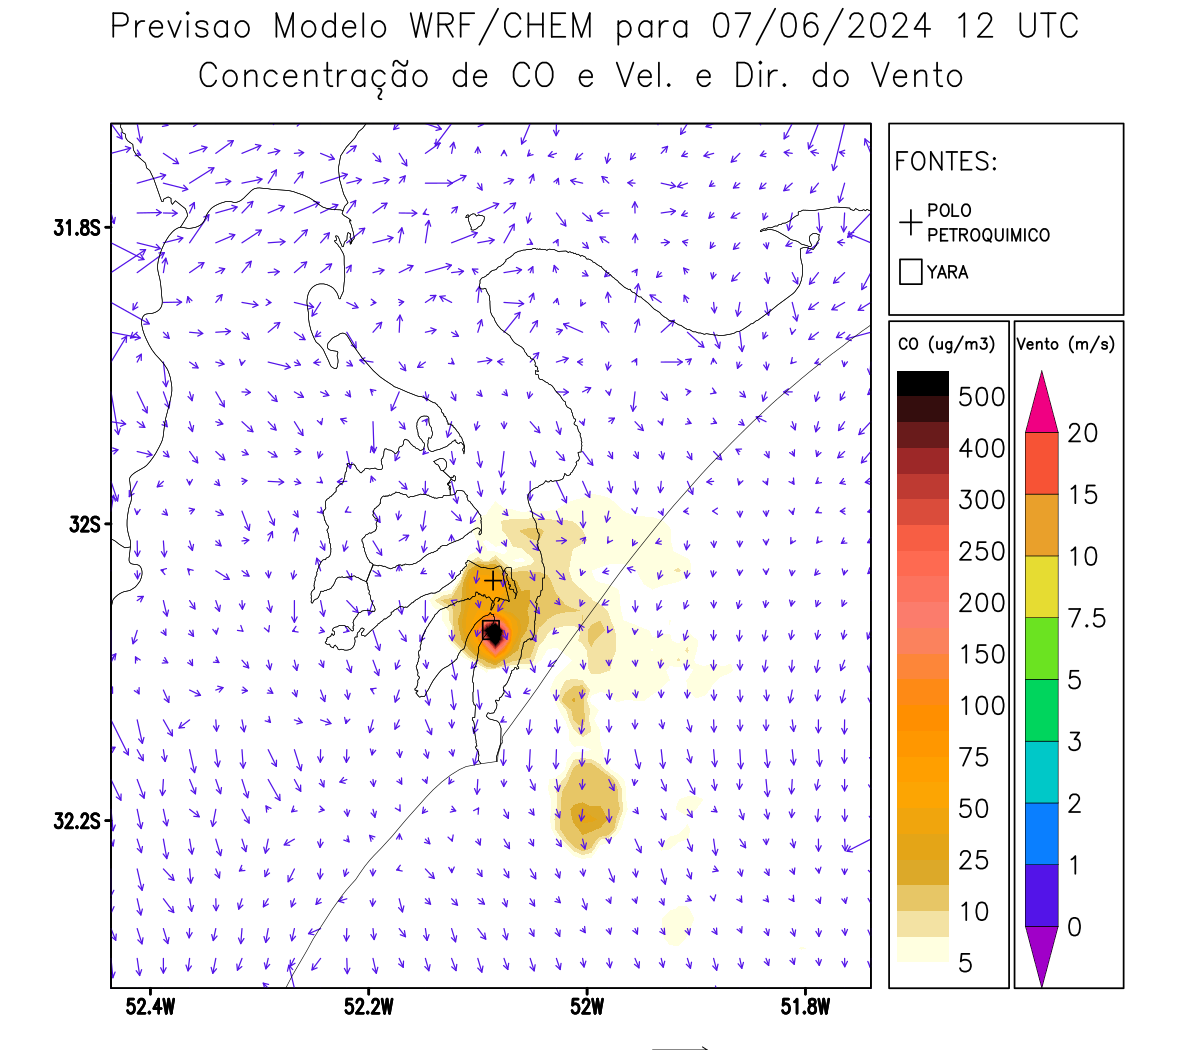 Previsao Modelo WRF/CHEM para 07/06/2024 12 UTC
Concentração de CO e Vel. e Dir. do Vento
FONTES:
POLO
PETROQUIMICO
YARA
CO (ug/m3)
500
400
300
250
200
150
100
75
50
25
10
5
Vento (m/s)
20
15
10
7.5
5
3
2
1
0
31.8S
32S
32.2S
52.4W
52.2W
52W
51.8W